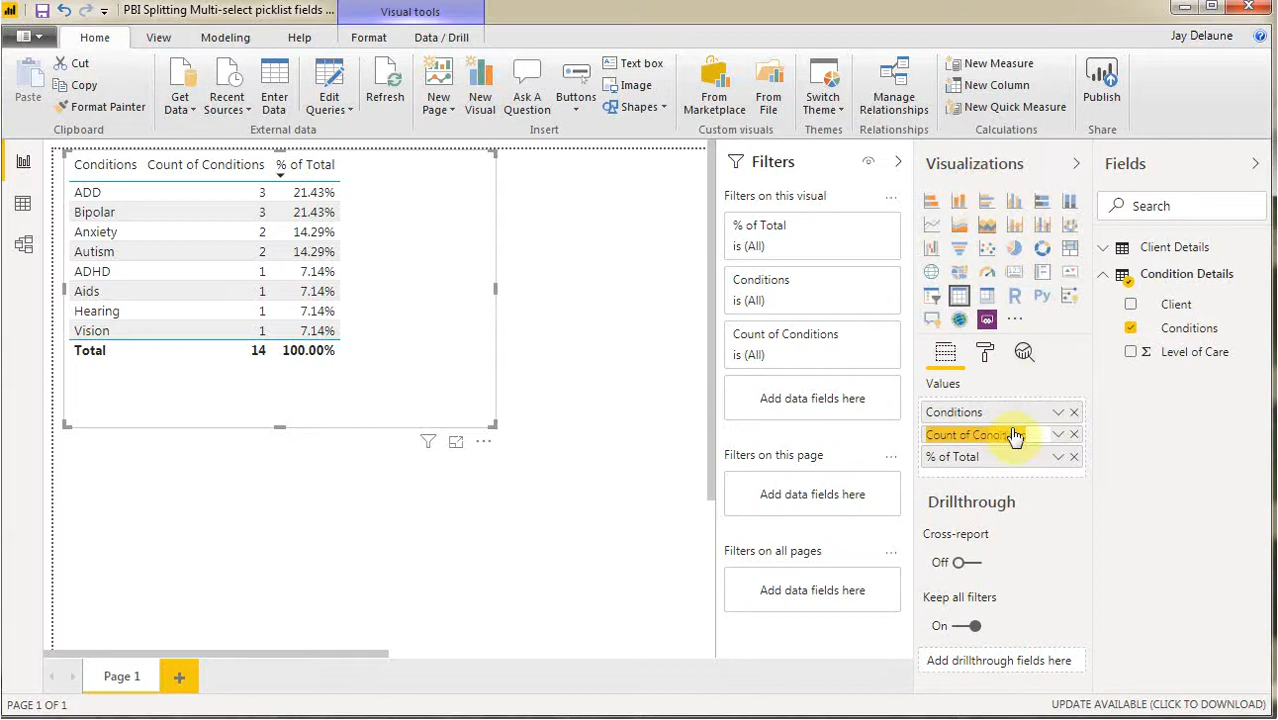 PBI Splitting Multi-select picklist fields ...
Visual tools
Home
View
Modeling
Help
Format
Data / Drill
Jay Delaune
Paste
Cut
Copy
Format Painter
Clipboard
Get Data
Recent Sources
Enter Data
Edit Queries
External data
Refresh
New Page
New Visual
Ask A Question
Buttons
Text box
Image
Shapes
Insert
From Marketplace
From File
Custom visuals
Switch Theme
Themes
Manage Relationships
Relationships
New Measure
New Column
New Quick Measure
Calculations
Publish
Share
Conditions Count of Conditions % of Total
ADD 3 21.43%
Bipolar 3 21.43%
Anxiety 2 14.29%
Autism 2 14.29%
ADHD 1 7.14%
Aids 1 7.14%
Hearing 1 7.14%
Vision 1 7.14%
Total 14 100.00%
Filters
Filters on this visual ...
% of Total
is (All)
Conditions
is (All)
Count of Conditions
is (All)
Add data fields here
Filters on this page ...
Add data fields here
Filters on all pages ...
Add data fields here
Visualizations
R
Py
Values
Conditions
Count of Conditions
% of Total
Drillthrough
Cross-report
Off
Keep all filters
On
Add drillthrough fields here
Fields
Search
Client Details
Condition Details
Client
Conditions
Σ Level of Care
Page 1
PAGE 1 OF 1
UPDATE AVAILABLE (CLICK TO DOWNLOAD)